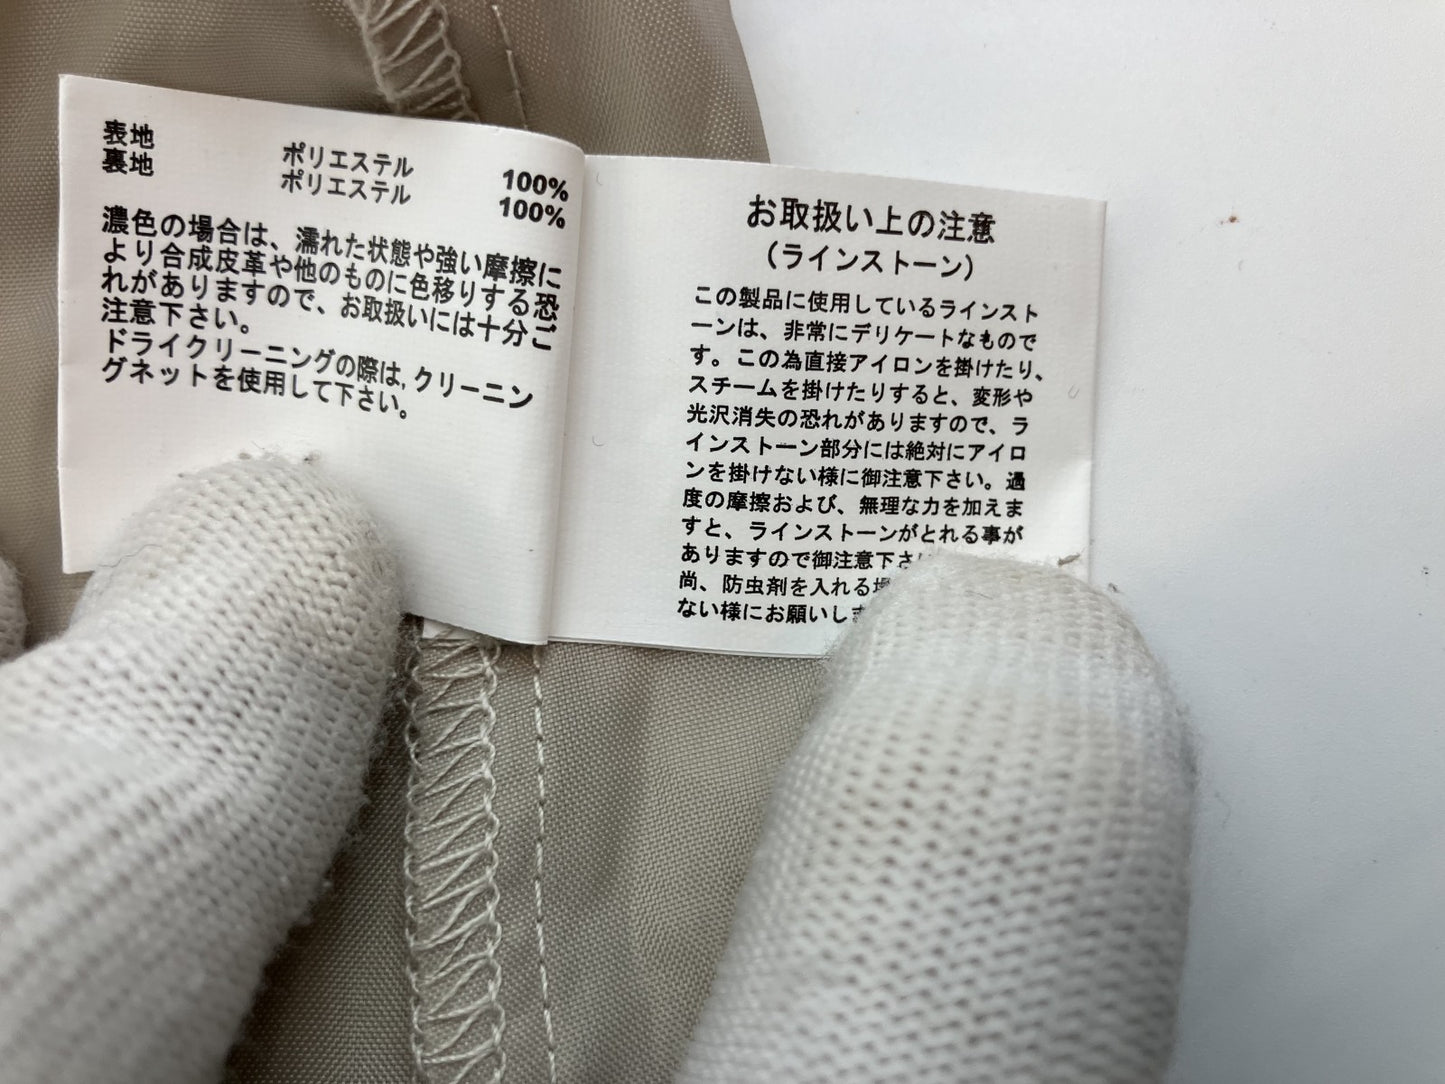 表地 ポリエステル 100%
裏地 ポリエステル 100%
濃色の場合は、濡れた状態や強い摩擦に
より合成皮革や他のものに色移りする恐
れがありますので、お取扱いには十分ご
注意下さい。
ドライクリーニングの際は,クリーニン
グネットを使用して下さい。
お取扱い上の注意
(ラインストーン)
この製品に使用しているラインスト
ーンは、非常にデリケートなもので
す。この為直接アイロンを掛けたり、
スチームを掛けたりすると、変形や
光沢消失の恐れがありますので、ラ
インストーン部分には絶対にアイロ
ンを掛けない様に御注意下さい。過
度の摩擦および、無理な力を加えま
すと、ラインストーンがとれる事が
ありますので御注意下さ
尚、防虫剤を入れる場
ない様にお願いしま